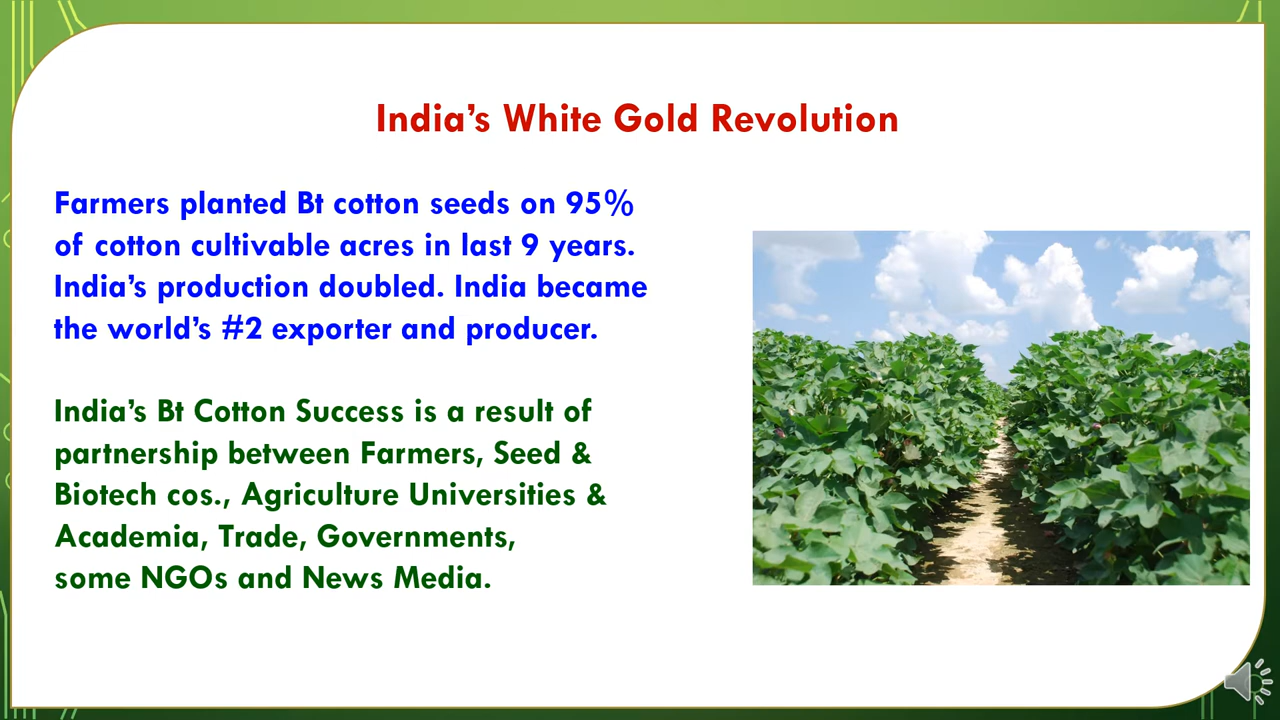 India’s White Gold Revolution
Farmers planted Bt cotton seeds on 95%
of cotton cultivable acres in last 9 years.
India’s production doubled. India became
the world’s #2 exporter and producer.
India’s Bt Cotton Success is a result of
partnership between Farmers, Seed &
Biotech cos., Agriculture Universities &
Academia, Trade, Governments,
some NGOs and News Media.